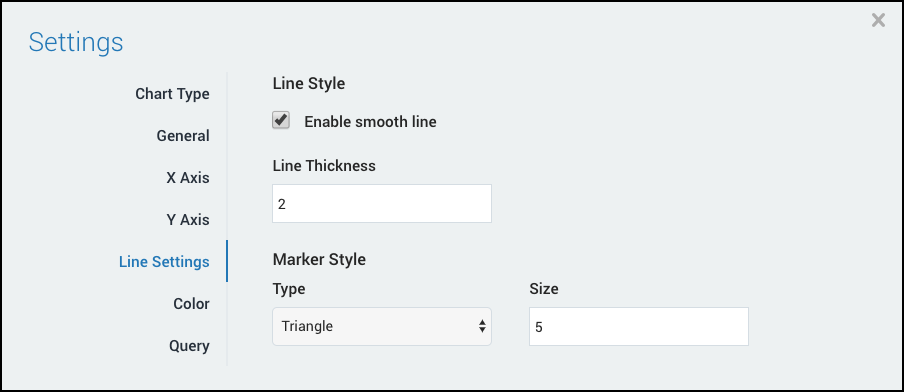 Settings
Chart Type
General
X Axis
Y Axis
Line Settings
Color
Query
Line Style
Enable smooth line
Line Thickness
2
Marker Style
Type
Triangle
Size
5